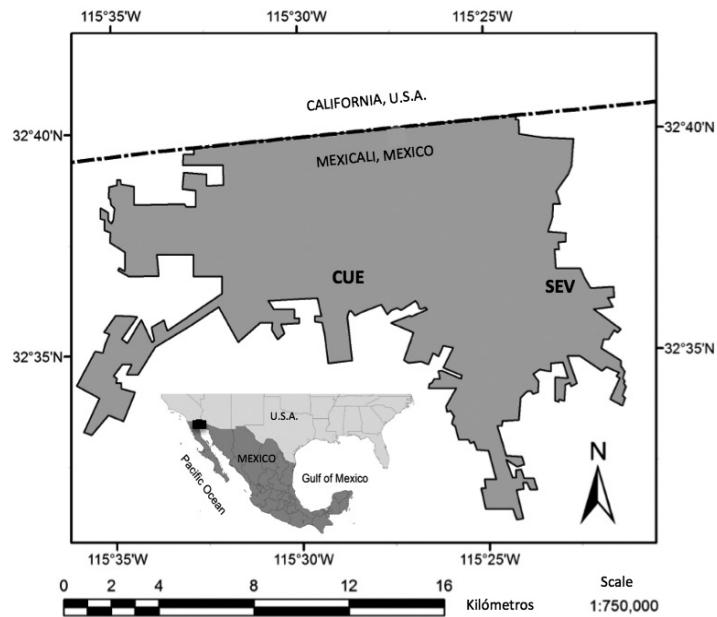 115°35'W 115°30'W 115°25'W
CALIFORNIA, U.S.A.
32°40'N 32°40'N
MEXICALI, MEXICO
CUE SEV
32°35'N 32°35'N
U.S.A.
MEXICO
Gulf of Mexico
Pacific Ocean
N
115°35'W 115°30'W 115°25'W
0 2 4 8 12 16
Kilómetros
Scale
1:750,000